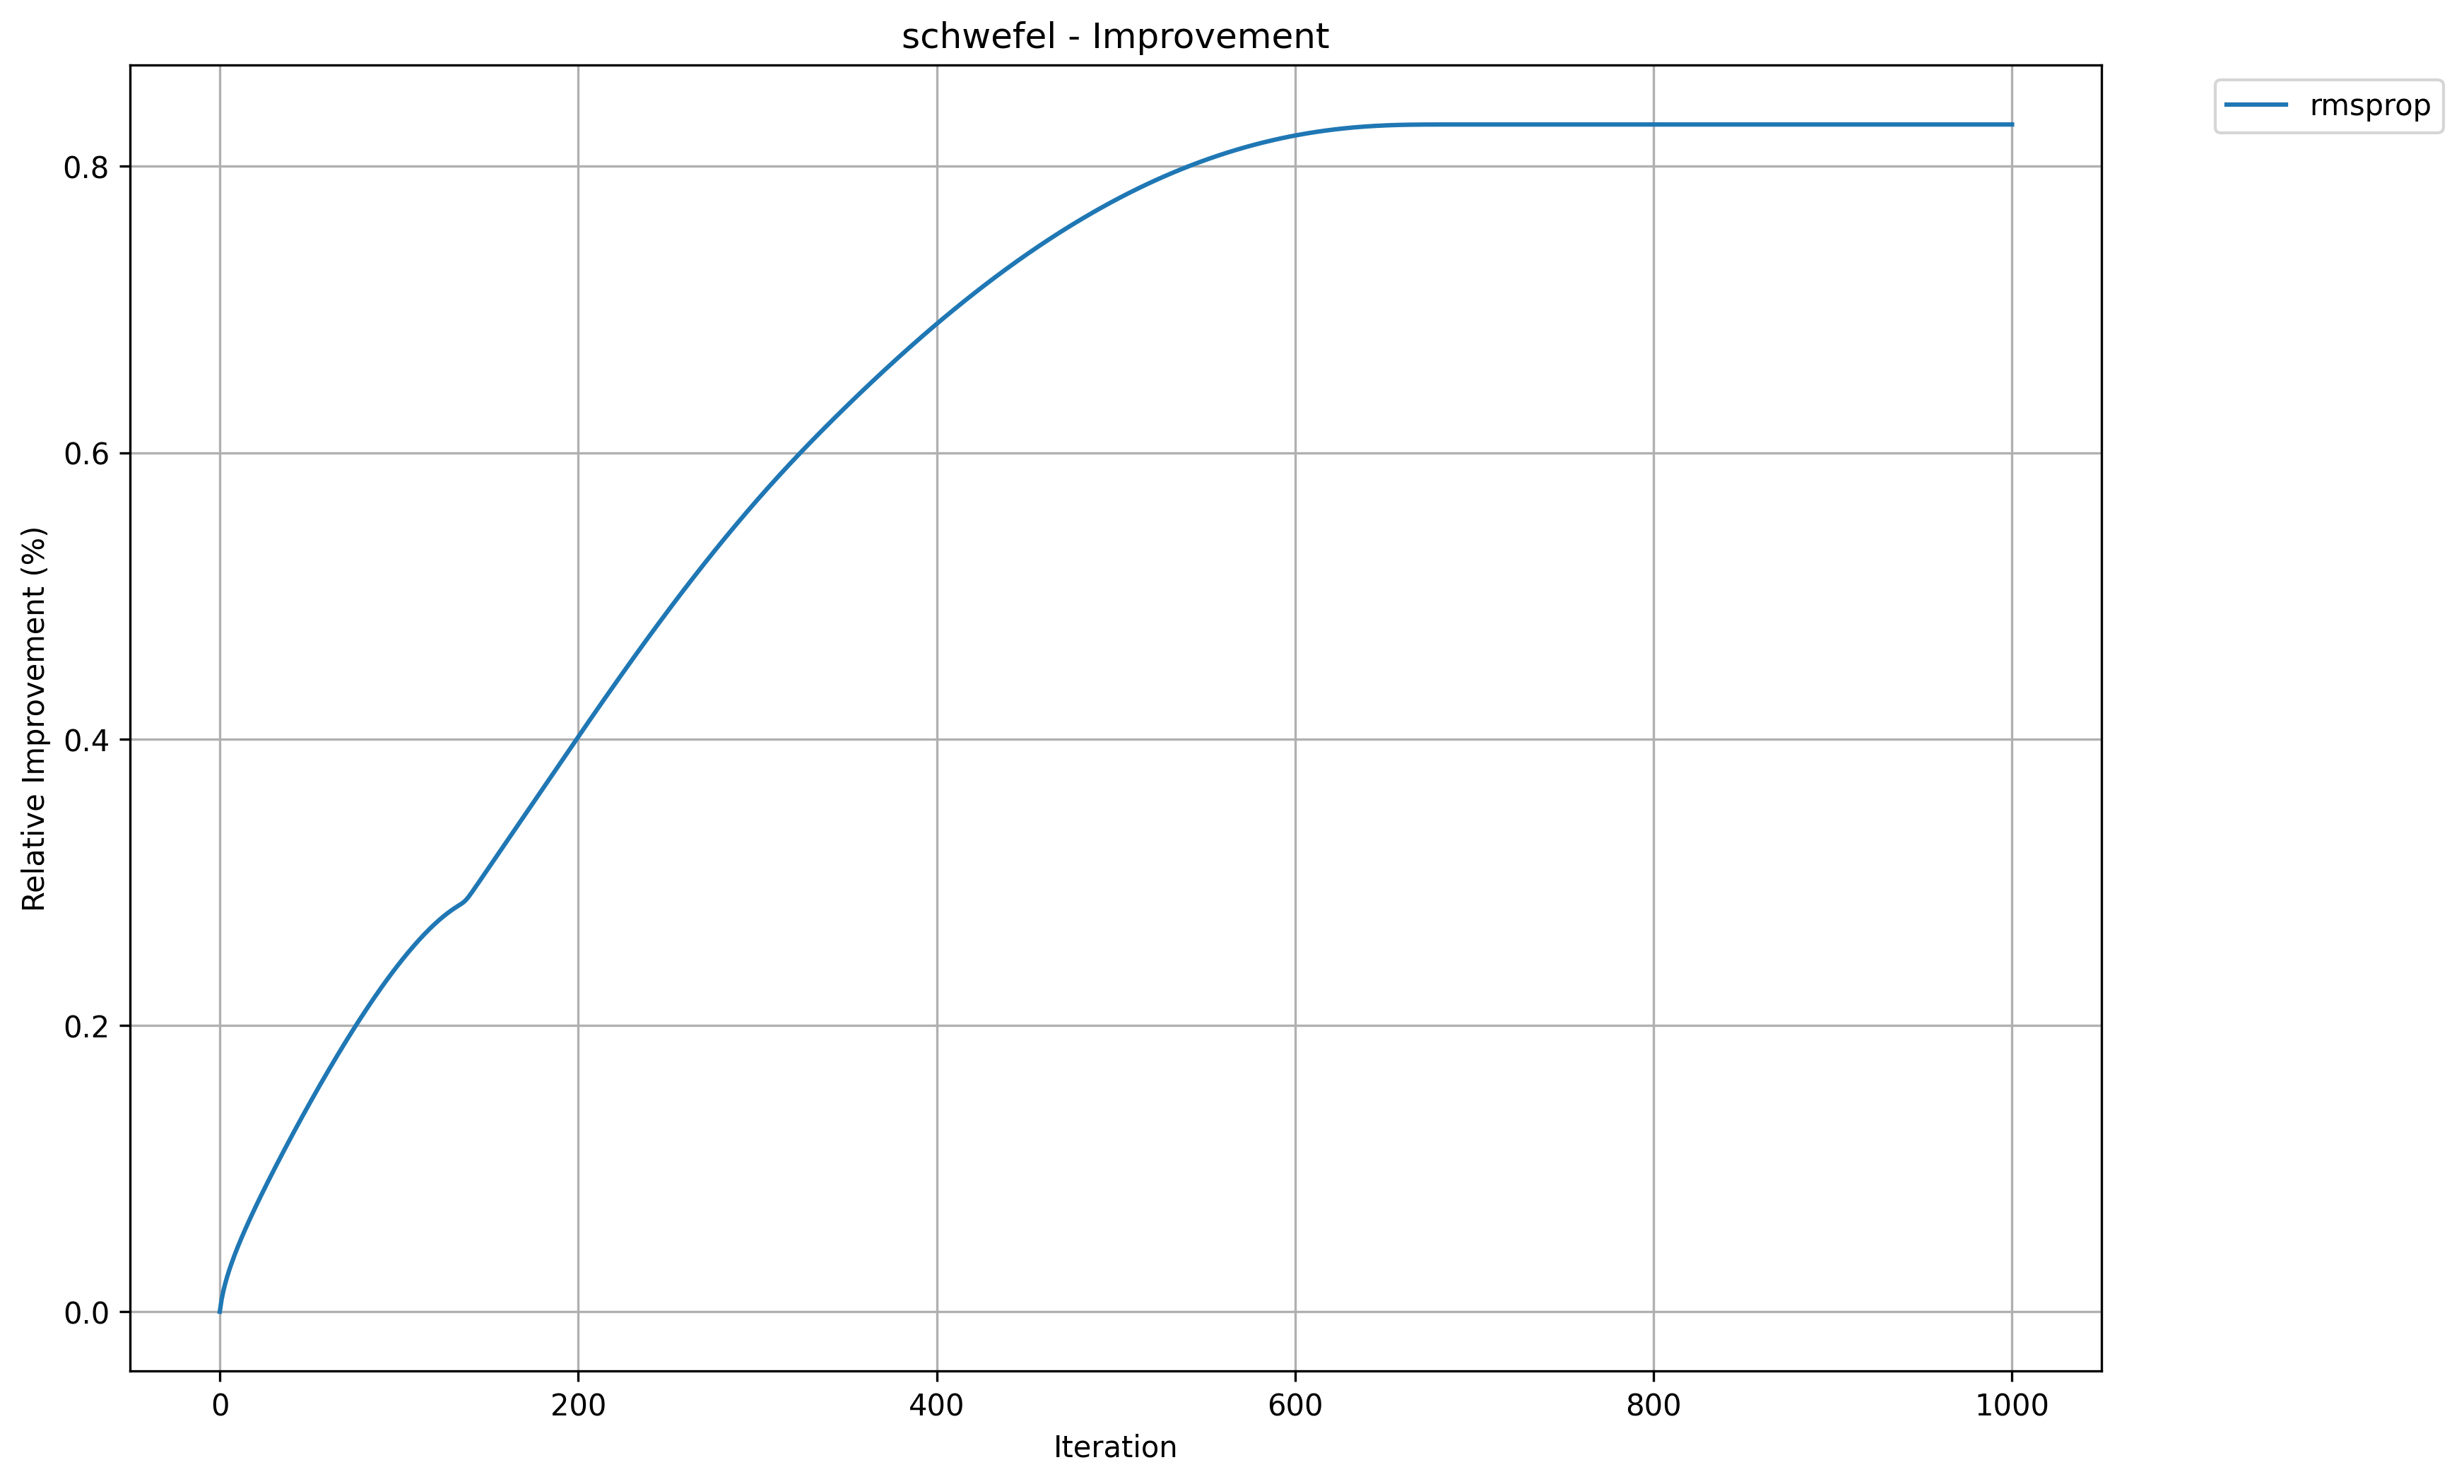 schwefel - Improvement
rmsprop
Relative Improvement (%)
0.8
0.6
0.4
0.2
0.0
0 200 400 600 800 1000
Iteration